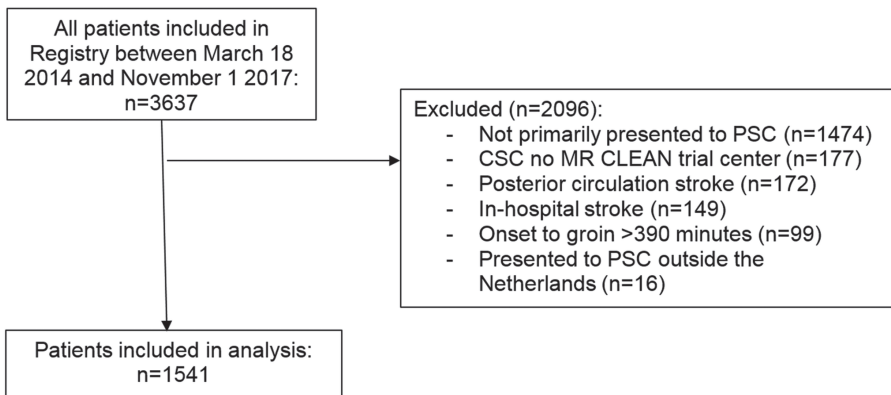 All patients included in
Registry between March 18
2014 and November 1 2017:
n=3637
Excluded (n=2096):
- Not primarily presented to PSC (n=1474)
- CSC no MR CLEAN trial center (n=177)
- Posterior circulation stroke (n=172)
- In-hospital stroke (n=149)
- Onset to groin >390 minutes (n=99)
- Presented to PSC outside the
Netherlands (n=16)
Patients included in analysis:
n=1541